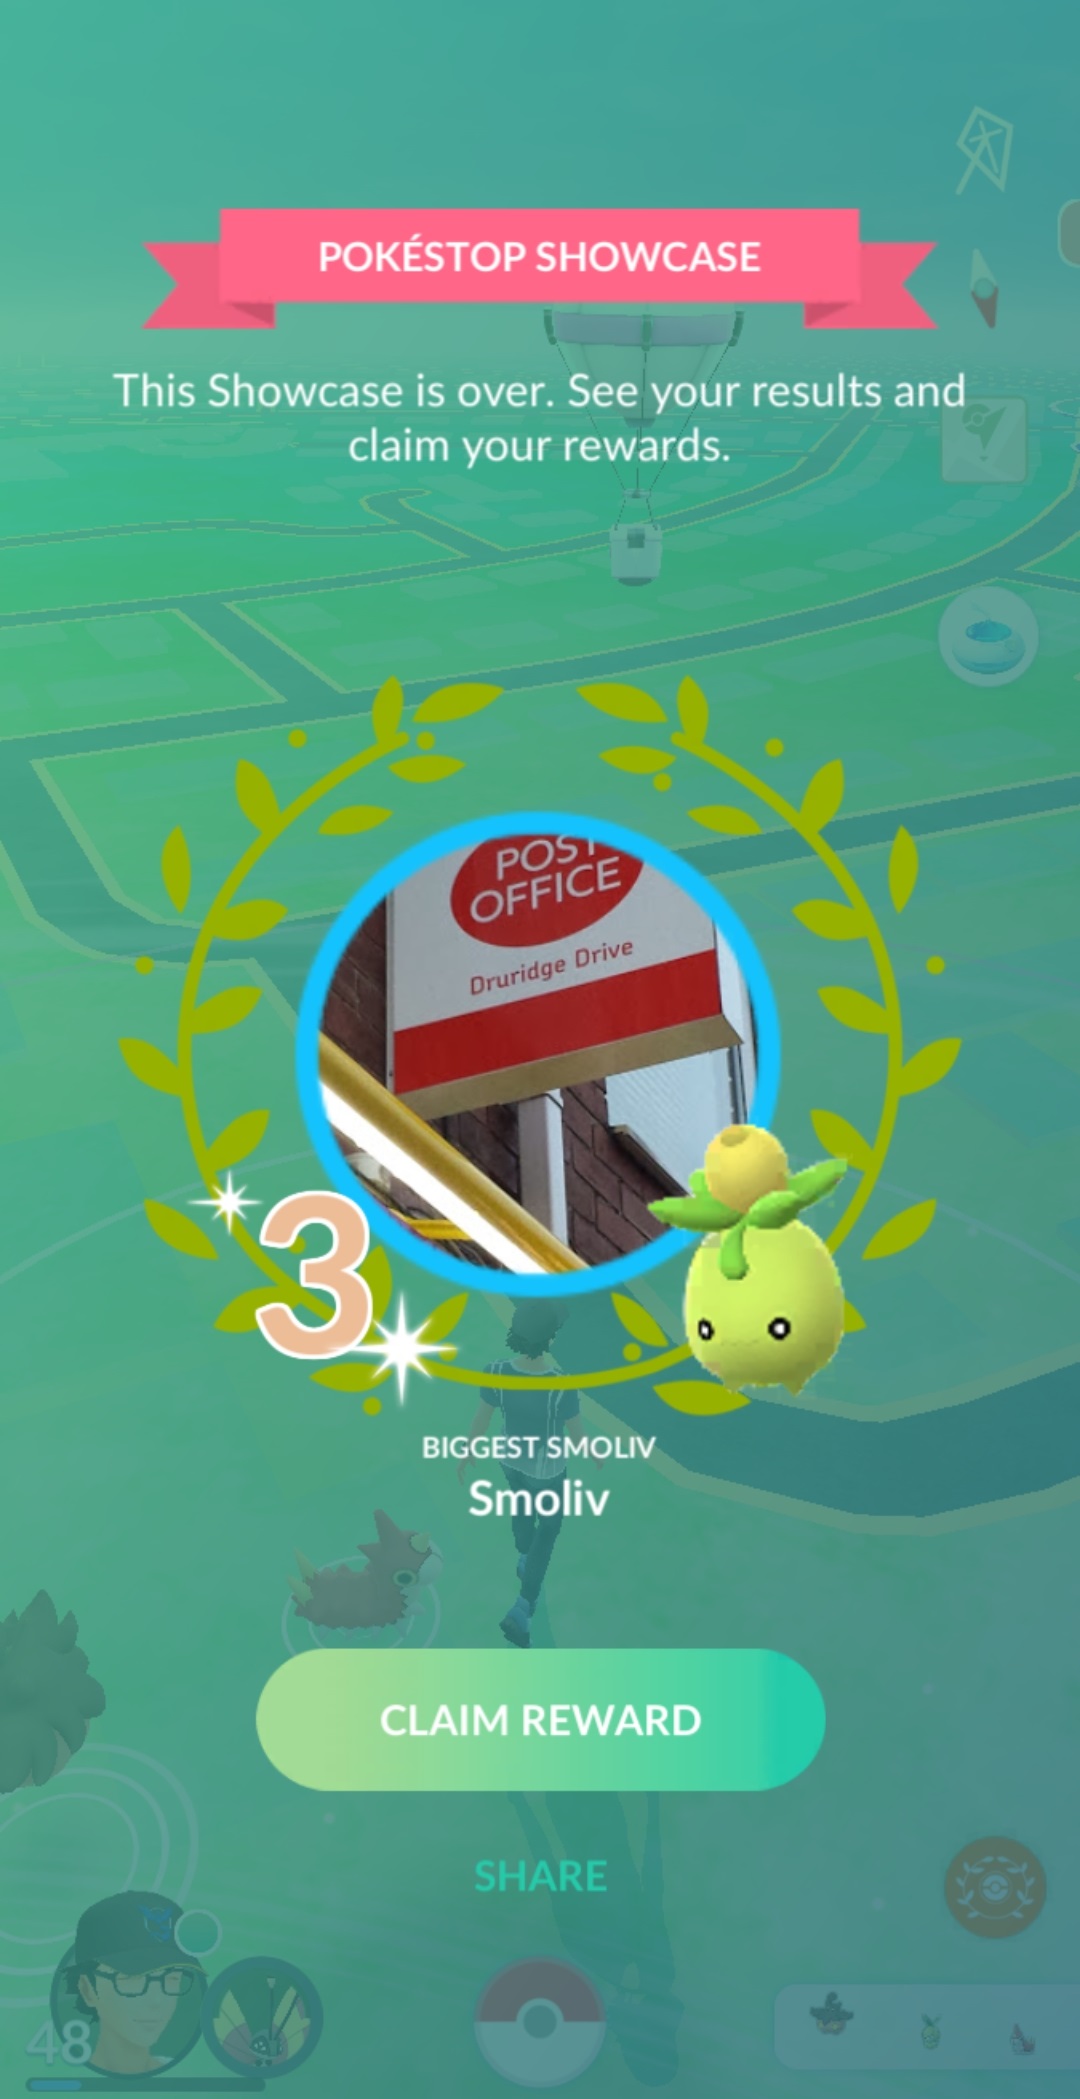 POKÉSTOP SHOWCASE
This Showcase is over. See your results and
claim your rewards.
POST
OFFICE
Druridge Drive
3
BIGGEST SMOLIV
Smoliv
CLAIM REWARD
SHARE
48